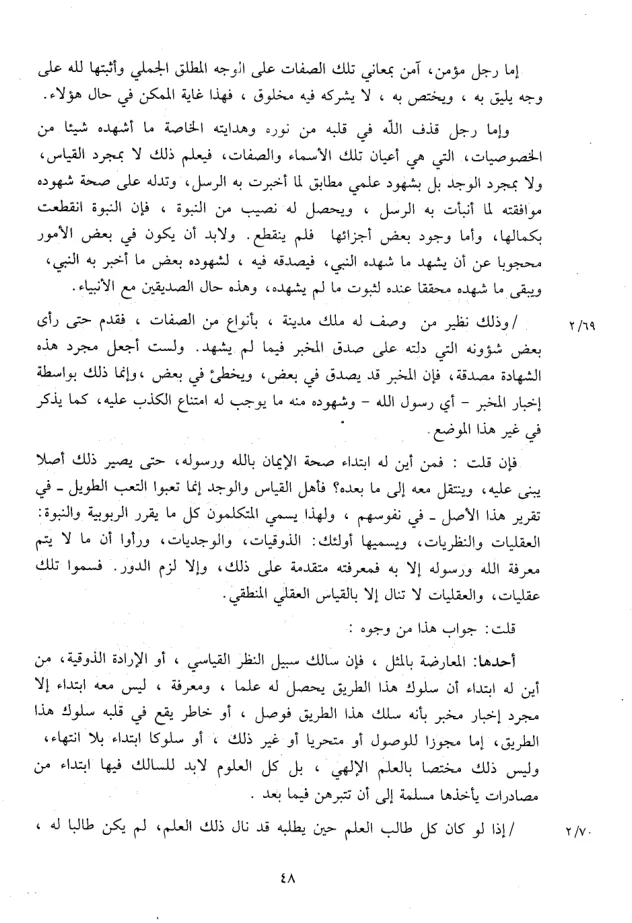 إما رجل مؤمن، آمن بمعاني تلك الصفات على الوجه المطلق الجملي وأثبتها لله على
وجه يليق به ، ويختص به ، لا يشركه فيه مخلوق ، فهذا غاية الممكن في حال هؤلاء.
وإما رجل قذف الله في قلبه من نوره وهدايته الخاصة ما أشهده شيئا من
الخصوصيات، التي هي أعيان تلك الأسماء والصفات، فيعلم ذلك لا بمجرد القياس،
ولا بمجرد الوجد بل بشهود علمي مطابق لما أخبرت به الرسل، وتدله على صحة شهوده
موافقته لما أنبأت به الرسل ، ويحصل له نصيب من النبوة ، فإن النبوة انقطعت
بكمالها، وأما وجود بعض أجزائها فلم ينقطع. ولابد أن يكون في بعض الأمور
محجوبا عن أن يشهد ما شهده النبي، فيصدقه فيه ، لشهوده بعض ما أخبر به النبي،
ويبقى ما شهده محققا عنده لثبوت ما لم يشهده، وهذه حال الصديقين مع الأنبياء.
٢/٦٩ /وذلك نظير من وصف له ملك مدينة ، بأنواع من الصفات ، فقدم حتى رأى
بعض شؤونه التي دلته على صدق المخبر فيما لم يشهد. ولست أجعل مجرد هذه
الشهادة مصدقة، فإن المخبر قد يصدق في بعض، ويخطئ في بعض ،وإنما ذلك بواسطة
إخبار المخبر – أي رسول الله – وشهوده منه ما يوجب له امتناع الكذب عليه، كما يذكر
في غير هذا الموضع.
فإن قلت : فمن أين له ابتداء صحة الإيمان بالله ورسوله، حتى يصير ذلك أصلا
يبنى عليه، وينتقل معه إلى ما بعده؟ فأهل القياس والوجد إنما تعبوا التعب الطويل – في
تقرير هذا الأصل – في نفوسهم ، ولهذا يسمي المتكلمون كل ما يقرر الربوبية والنبوة:
العقليات والنظريات، ويسميها أولئك: الذوقيات، والوجديات، ورأوا أن ما لا يتم
معرفة الله ورسوله إلا به فمعرفته متقدمة على ذلك، وإلا لزم الدور. فسموا تلك
عقليات، والعقليات لا تنال إلا بالقياس العقلي المنطقي.
قلت: جواب هذا من وجوه :
أحدها: المعارضة بالمثل ، فإن سالك سبيل النظر القياسي ، أو الإرادة الذوقية، من
أين له ابتداء أن سلوك هذا الطريق يحصل له علما ، ومعرفة ، ليس معه ابتداء إلا
مجرد إخبار مخبر بأنه سلك هذا الطريق فوصل ، أو خاطر يقع في قلبه سلوك هذا
الطريق، إما مجوزا للوصول أو متحريا أو غير ذلك ، أو سلوكا ابتداء بلا انتهاء،
وليس ذلك مختصا بالعلم الإلهي ، بل كل العلوم لابد للسالك فيها ابتداء من
مصادرات يأخذها مسلمة إلى أن تتبرهن فيما بعد .
٢/٧٠ /إذا لو كان كل طالب العلم حين يطلبه قد نال ذلك العلم، لم يكن طالبا له ،
٤٨